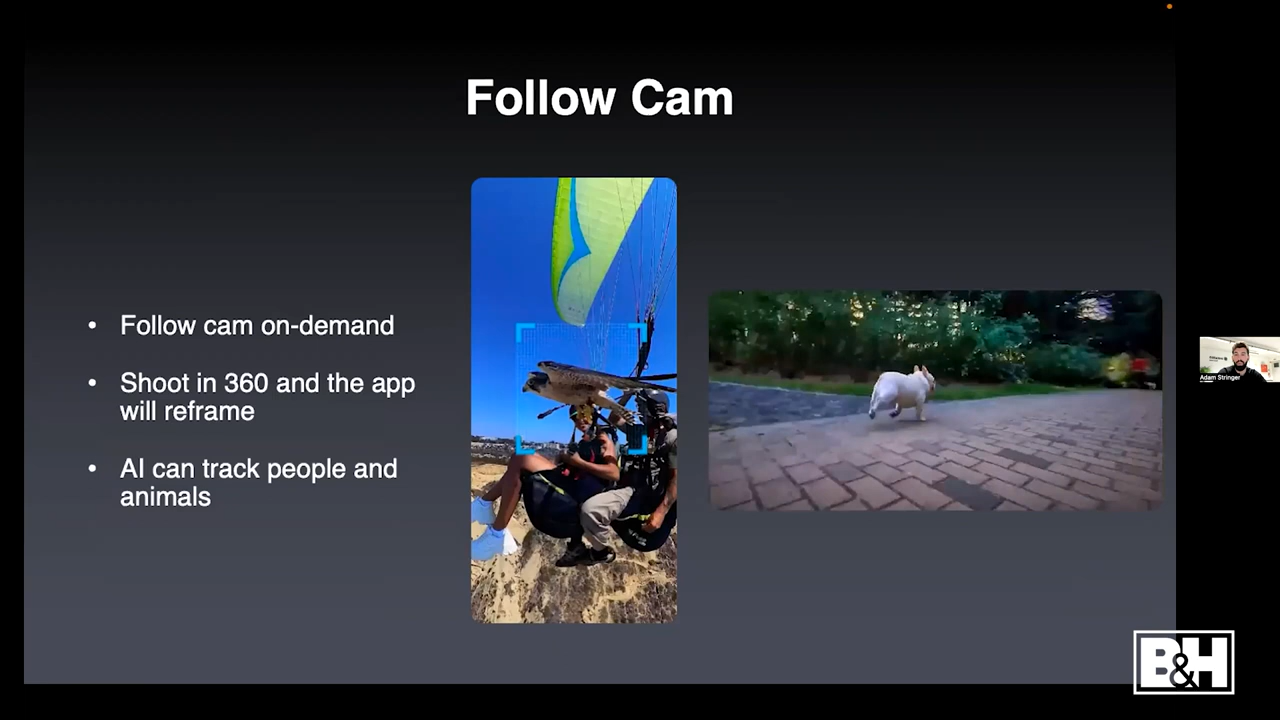 Follow Cam
• Follow cam on-demand
• Shoot in 360 and the app
will reframe
• AI can track people and
animals
Adam Stringer
B&H